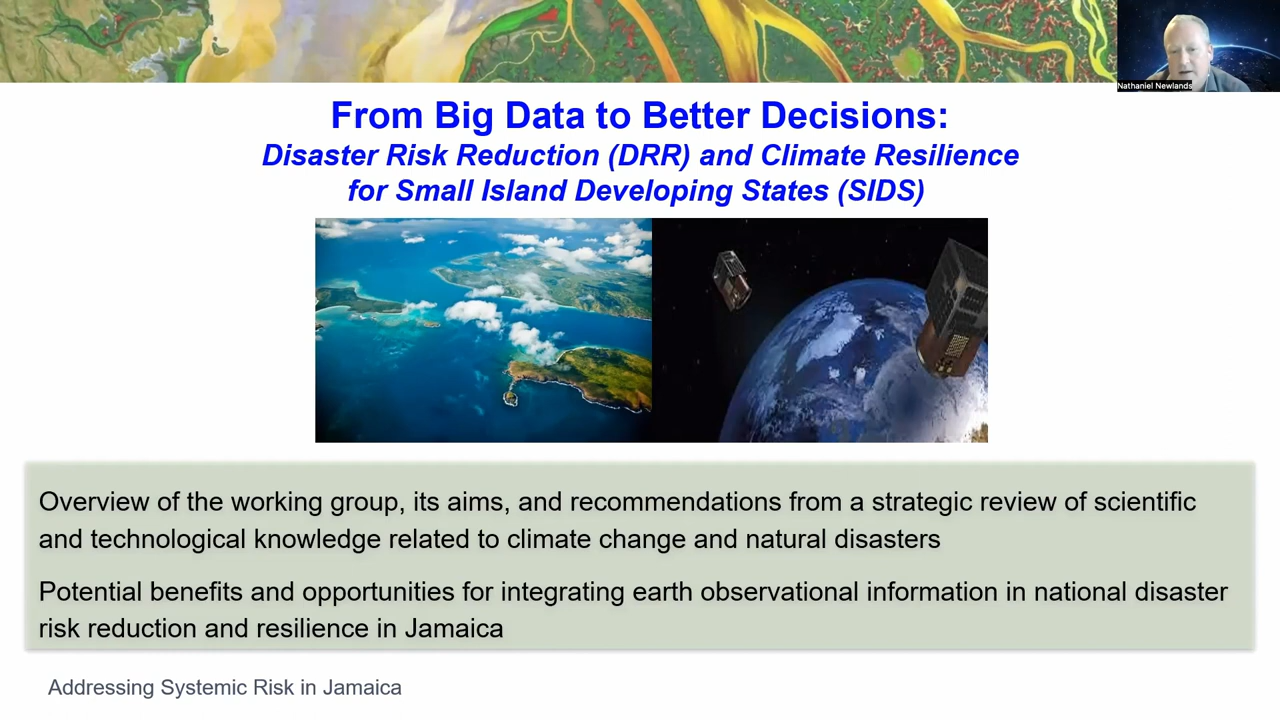 Nathaniel Newlands
From Big Data to Better Decisions:
Disaster Risk Reduction (DRR) and Climate Resilience
for Small Island Developing States (SIDS)
Overview of the working group, its aims, and recommendations from a strategic review of scientific
and technological knowledge related to climate change and natural disasters
Potential benefits and opportunities for integrating earth observational information in national disaster
risk reduction and resilience in Jamaica
Addressing Systemic Risk in Jamaica